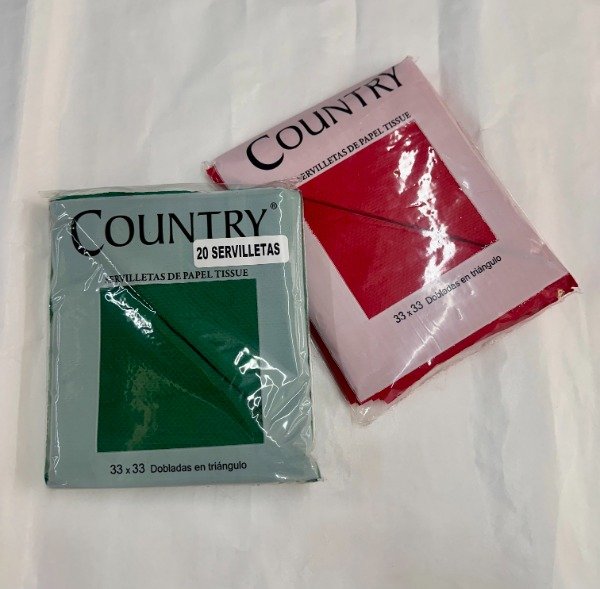 COUNTRY®
20 SERVILLETAS
SERVILLETAS DE PAPEL TISSUE
33 x 33 Dobladas en triángulo
COUNTRY
SERVILLETAS DE PAPEL TISSUE
33 x 33 Dobladas en triángulo